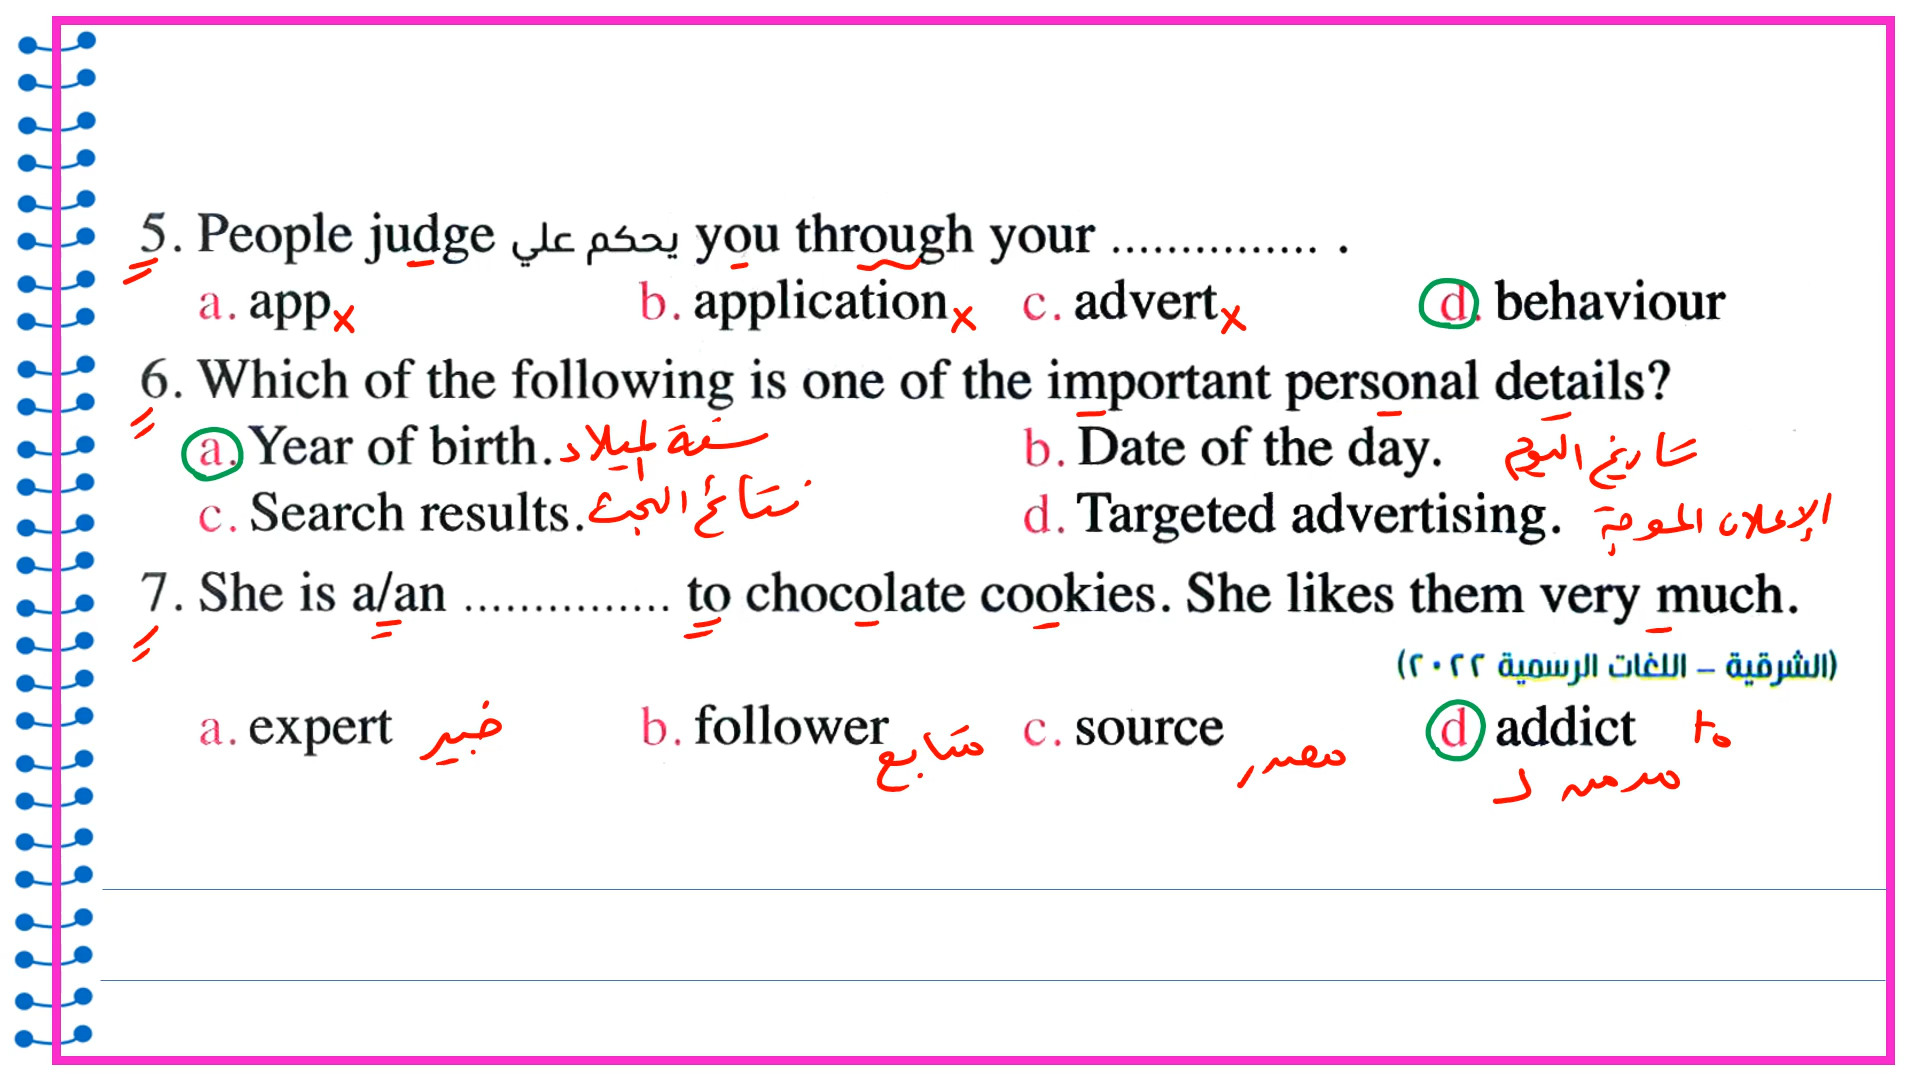 5. People judge يحكم علي you through your ............... .
a. app x b. application x c. advert x d. behaviour
6. Which of the following is one of the important personal details?
a. Year of birth. سنة الميلاد b. Date of the day. تاريخ اليوم
c. Search results. نتائج البحث d. Targeted advertising. الإعلان الموجة
7. She is a/an ............... to chocolate cookies. She likes them very much.
(الشرقية – اللغات الرسمية ٢٠٢٢)
a. expert خبير b. follower متابع c. source مصدر d. addict to
مدمن لـ